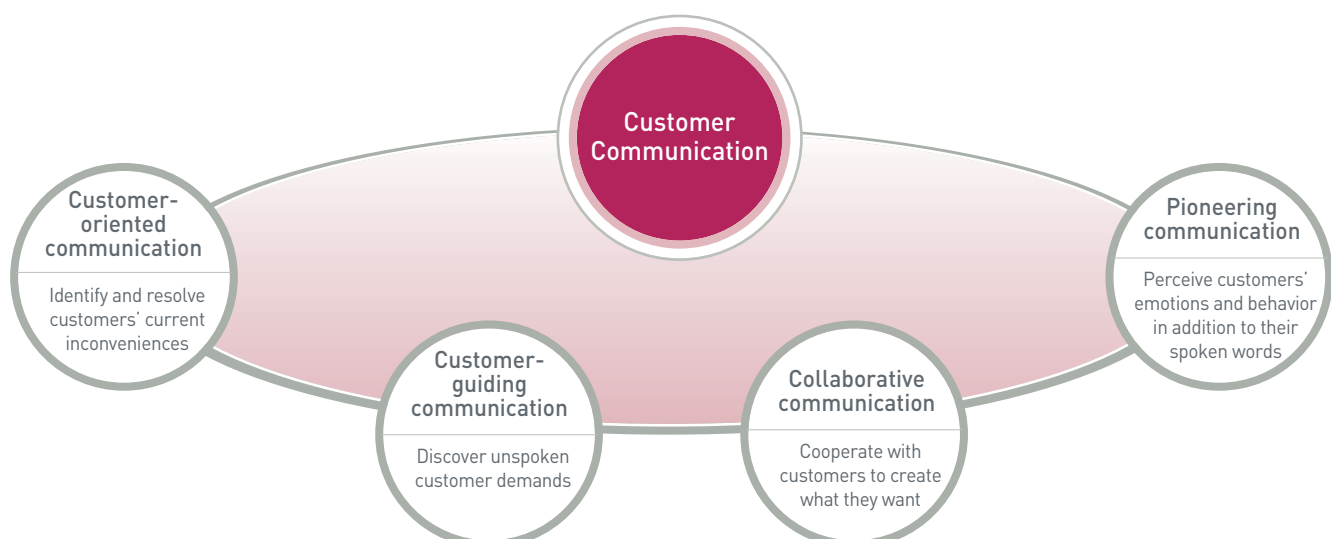 Customer
Communication
Customer-
oriented
communication
Identify and resolve
customers’ current
inconveniences
Customer-
guiding
communication
Discover unspoken
customer demands
Collaborative
communication
Cooperate with
customers to create
what they want
Pioneering
communication
Perceive customers’
emotions and behavior
in addition to their
spoken words